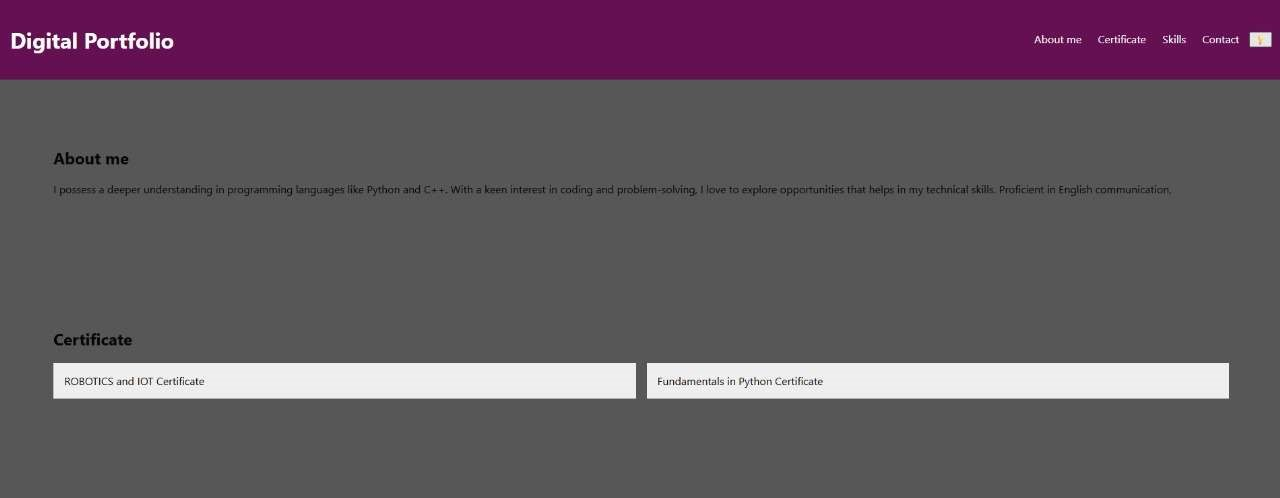 Digital Portfolio
About me Certificate Skills Contact
About me
I possess a deeper understanding in programming languages like Python and C++. With a keen interest in coding and problem-solving, I love to explore opportunities that helps in my technical skills. Proficient in English communication,
Certificate
ROBOTICS and IOT Certificate
Fundamentals in Python Certificate